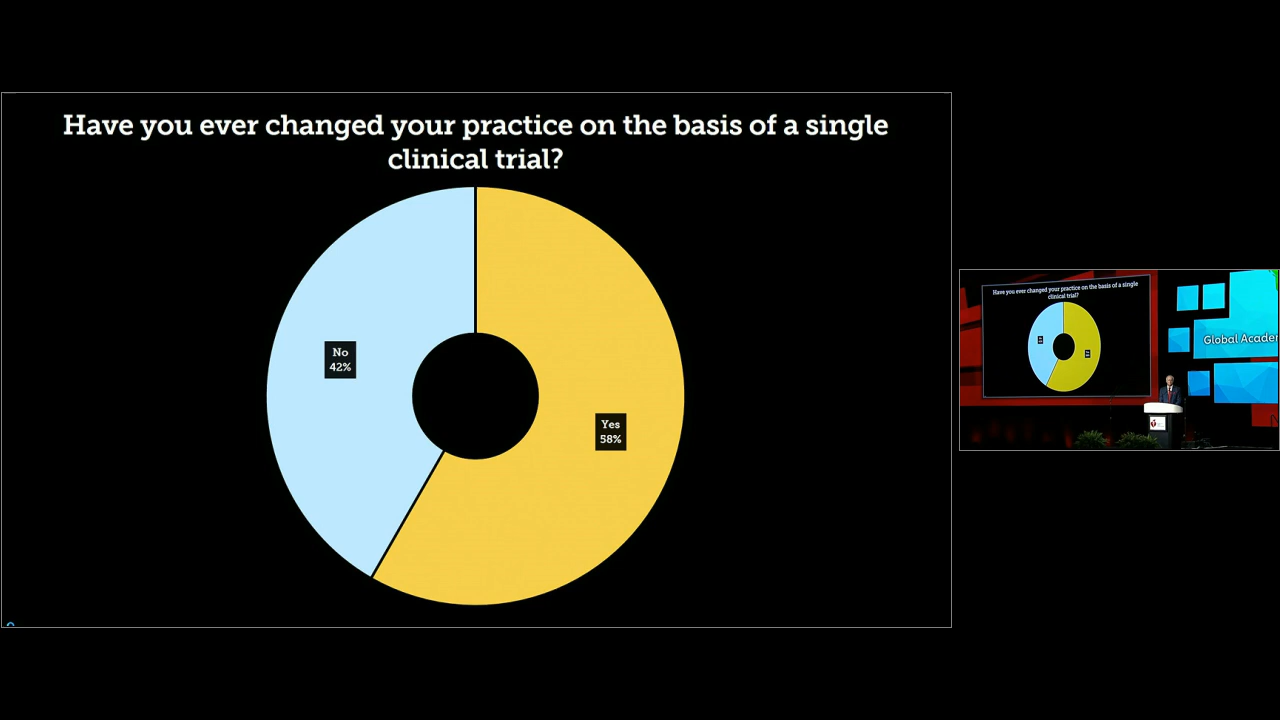 Have you ever changed your practice on the basis of a single
clinical trial?
No
42%
Yes
58%
Have you ever changed your practice on the basis of a single
clinical trial?
Global Acade